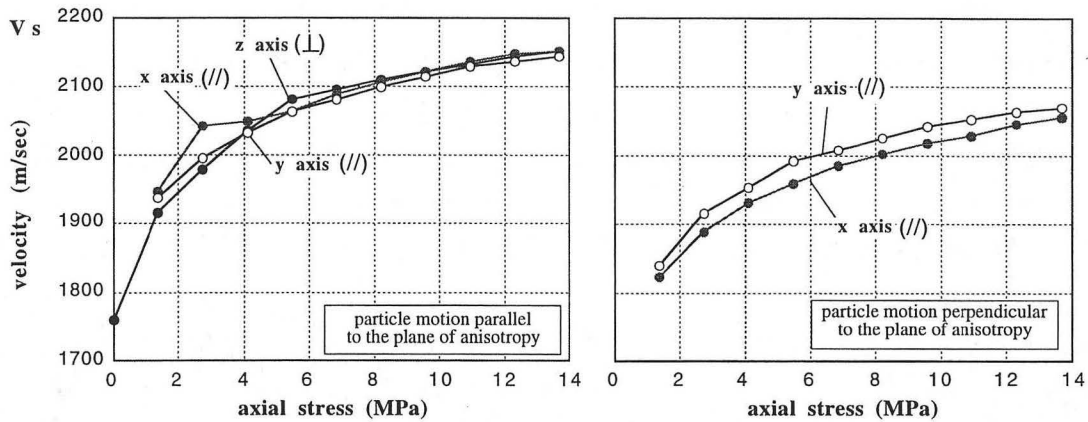 V s
2200
2100
2000
1900
1800
1700
velocity (m/sec)
z axis (⊥)
x axis (//)
y axis (//)
particle motion parallel
to the plane of anisotropy
0 2 4 6 8 10 12 14
axial stress (MPa)
y axis (//)
x axis (//)
particle motion perpendicular
to the plane of anisotropy
0 2 4 6 8 10 12 14
axial stress (MPa)